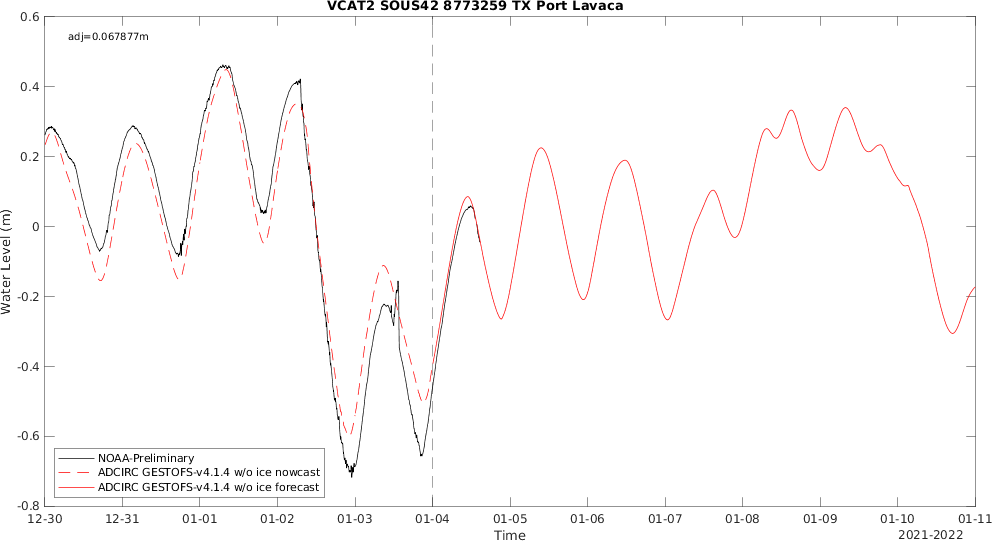 VCAT2 SOUS42 8773259 TX Port Lavaca
adj=0.067877m
0.6
0.4
0.2
0
-0.2
-0.4
-0.6
-0.8
Water Level (m)
NOAA-Preliminary
ADCIRC GESTOFS-v4.1.4 w/o ice nowcast
ADCIRC GESTOFS-v4.1.4 w/o ice forecast
12-30 12-31 01-01 01-02 01-03 01-04 01-05 01-06 01-07 01-08 01-09 01-10 01-11
Time
2021-2022